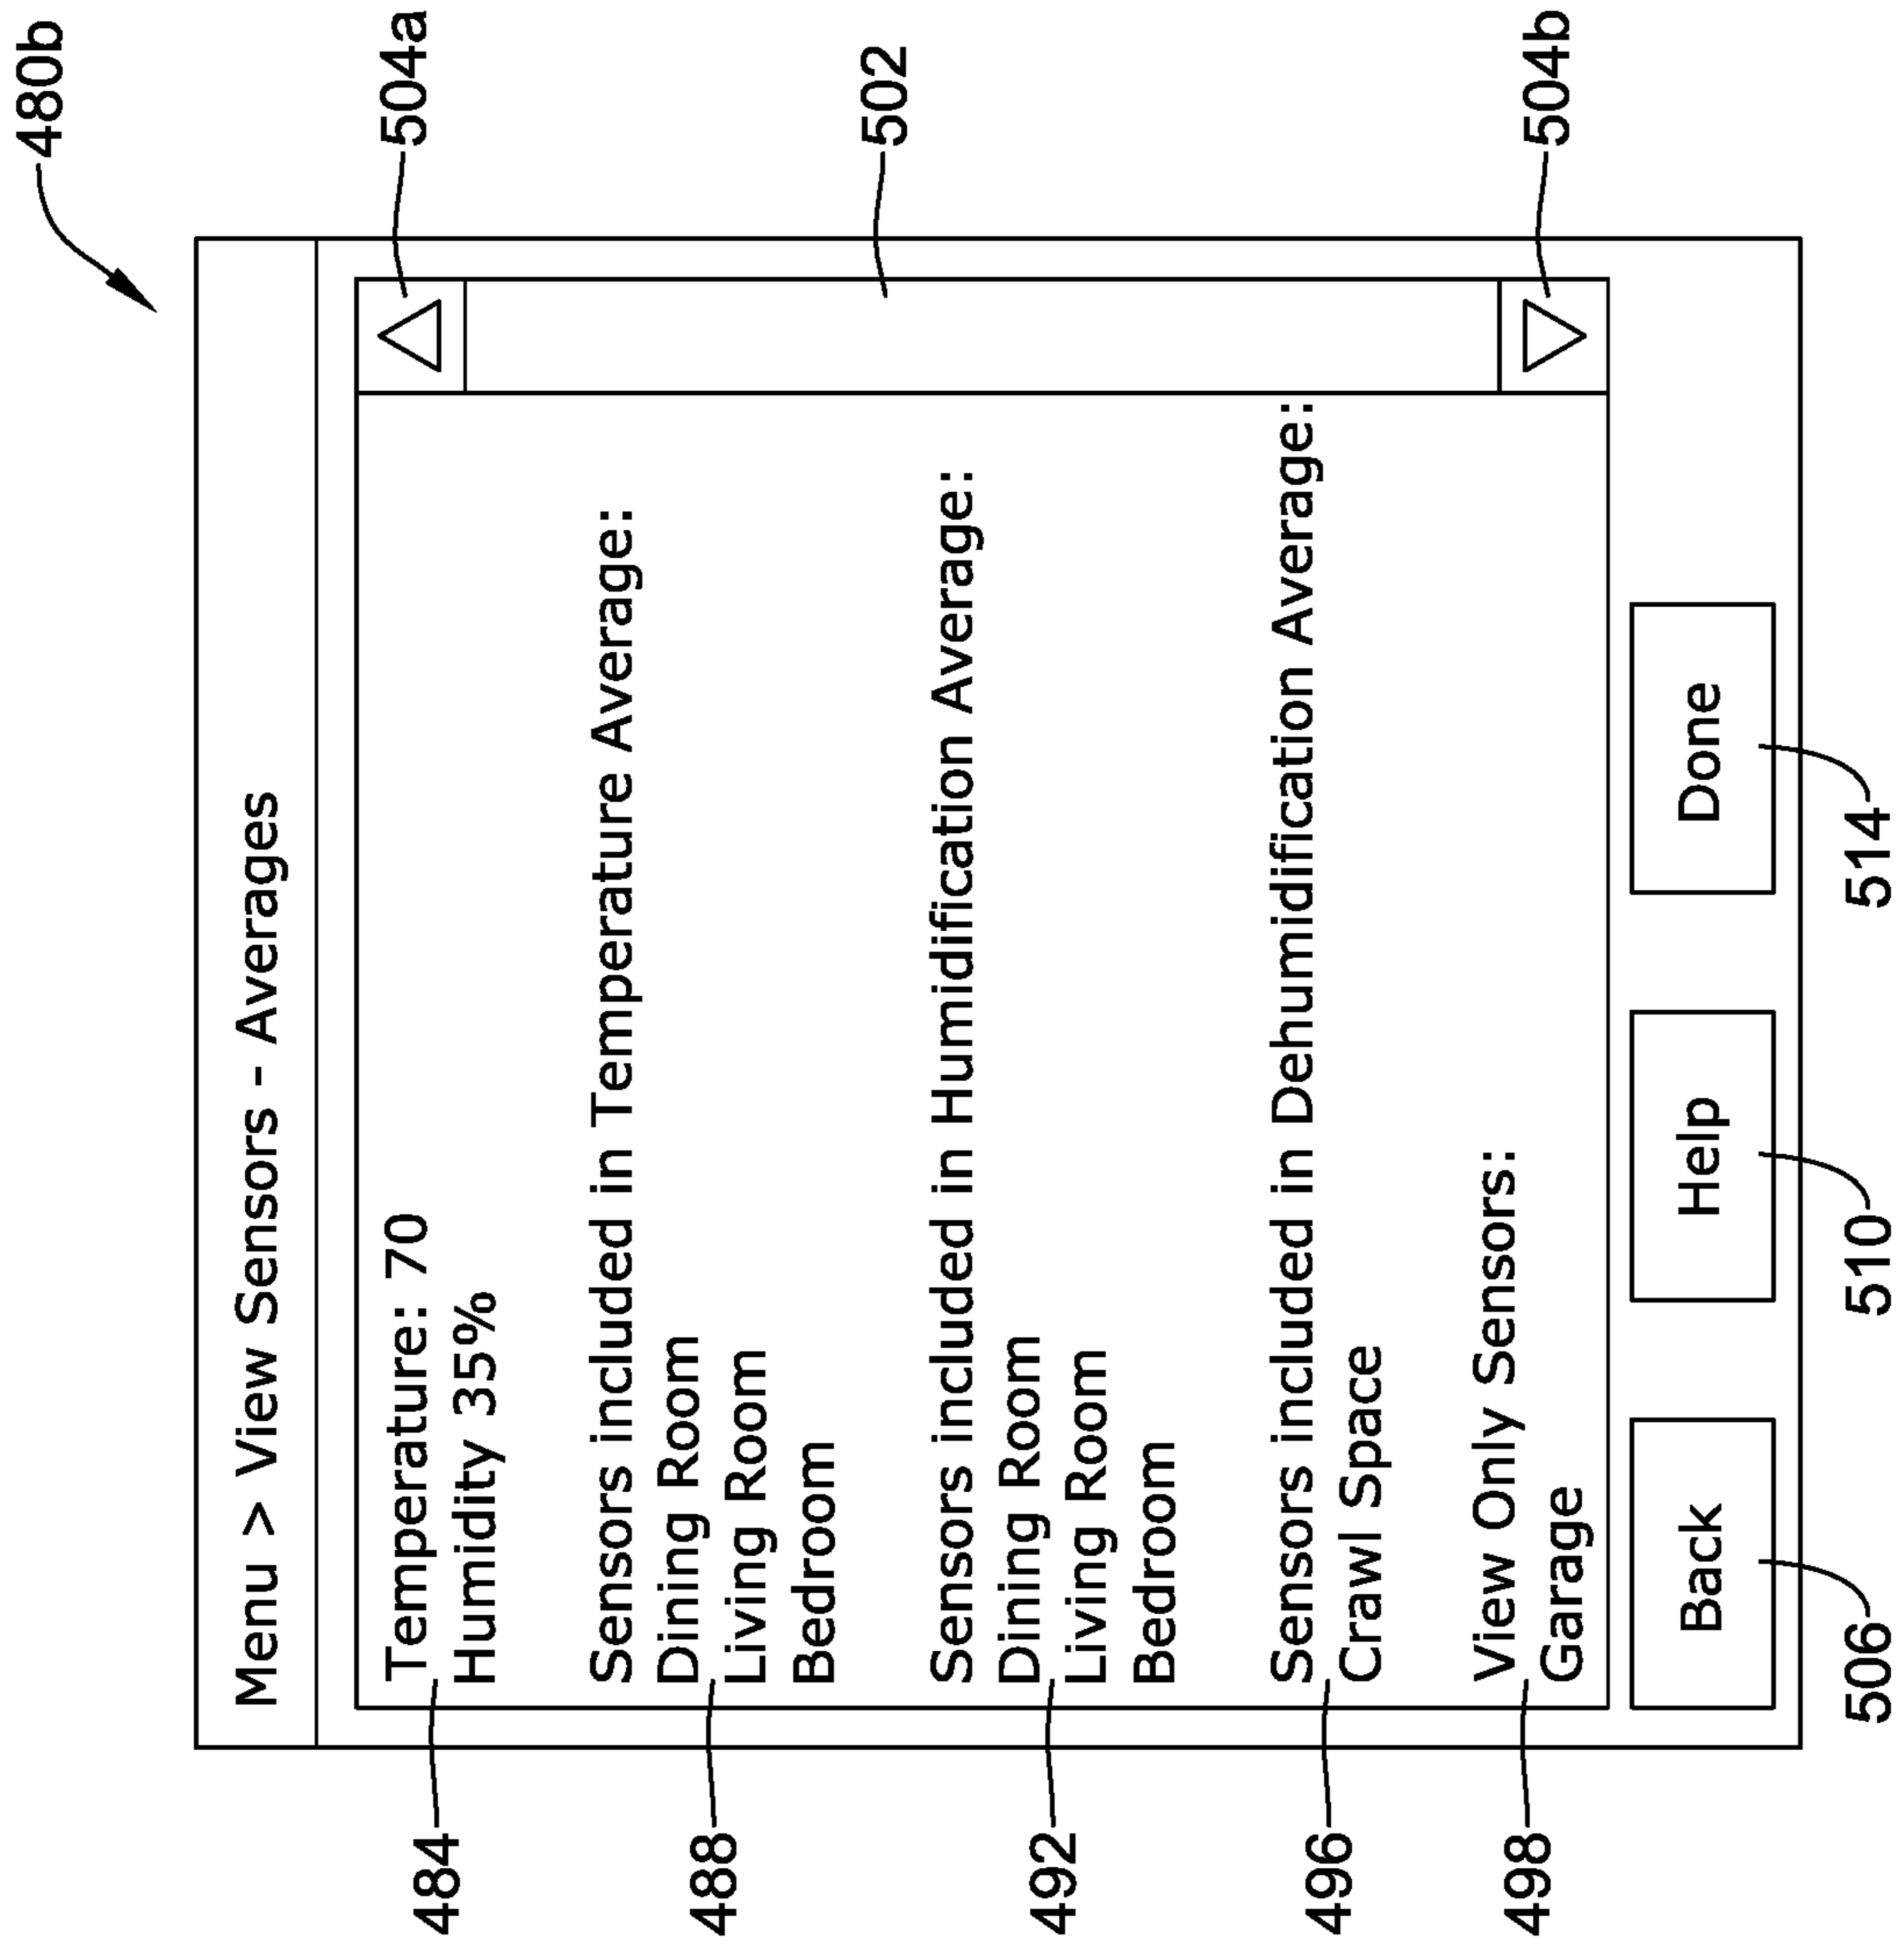 480b
Menu > View Sensors - Averages
504a
484
Temperature: 70
Humidity 35%
Sensors included in Temperature Average:
488
Dining Room
Living Room
Bedroom
502
Sensors included in Humidification Average:
492
Dining Room
Living Room
Bedroom
Sensors included in Dehumidification Average:
496
Crawl Space
504b
498
View Only Sensors:
Garage
Back
Help
Done
506
510
514